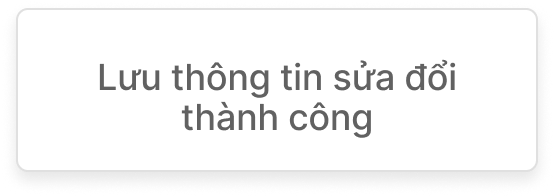 Lưu thông tin sửa đổi
thành công